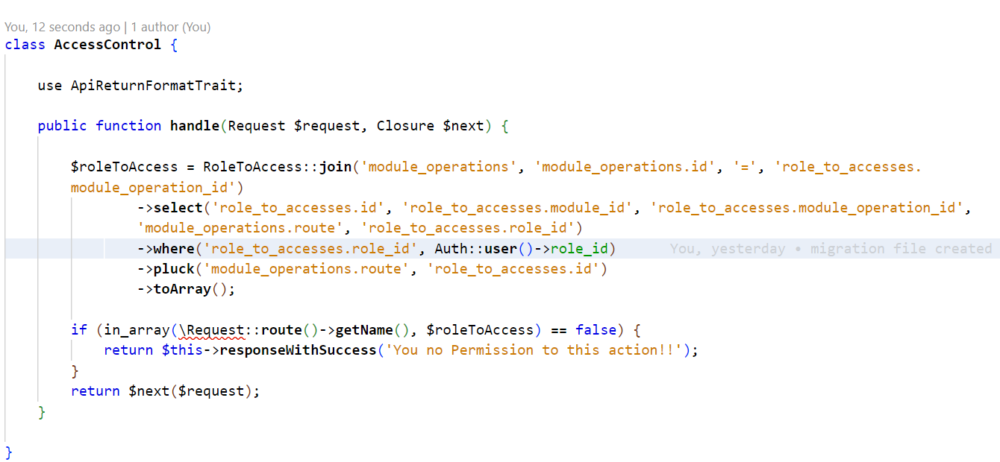 You, 12 seconds ago | 1 author (You)
class AccessControl {
use ApiReturnFormatTrait;
public function handle(Request $request, Closure $next) {
$roleToAccess = RoleToAccess::join('module_operations', 'module_operations.id', '=', 'role_to_accesses.
module_operation_id')
->select('role_to_accesses.id', 'role_to_accesses.module_id', 'role_to_accesses.module_operation_id',
'module_operations.route', 'role_to_accesses.role_id')
->where('role_to_accesses.role_id', Auth::user()->role_id) You, yesterday • migration file created
->pluck('module_operations.route', 'role_to_accesses.id')
->toArray();
if (in_array(\Request::route()->getName(), $roleToAccess) == false) {
return $this->responseWithSuccess('You no Permission to this action!!');
}
return $next($request);
}
}